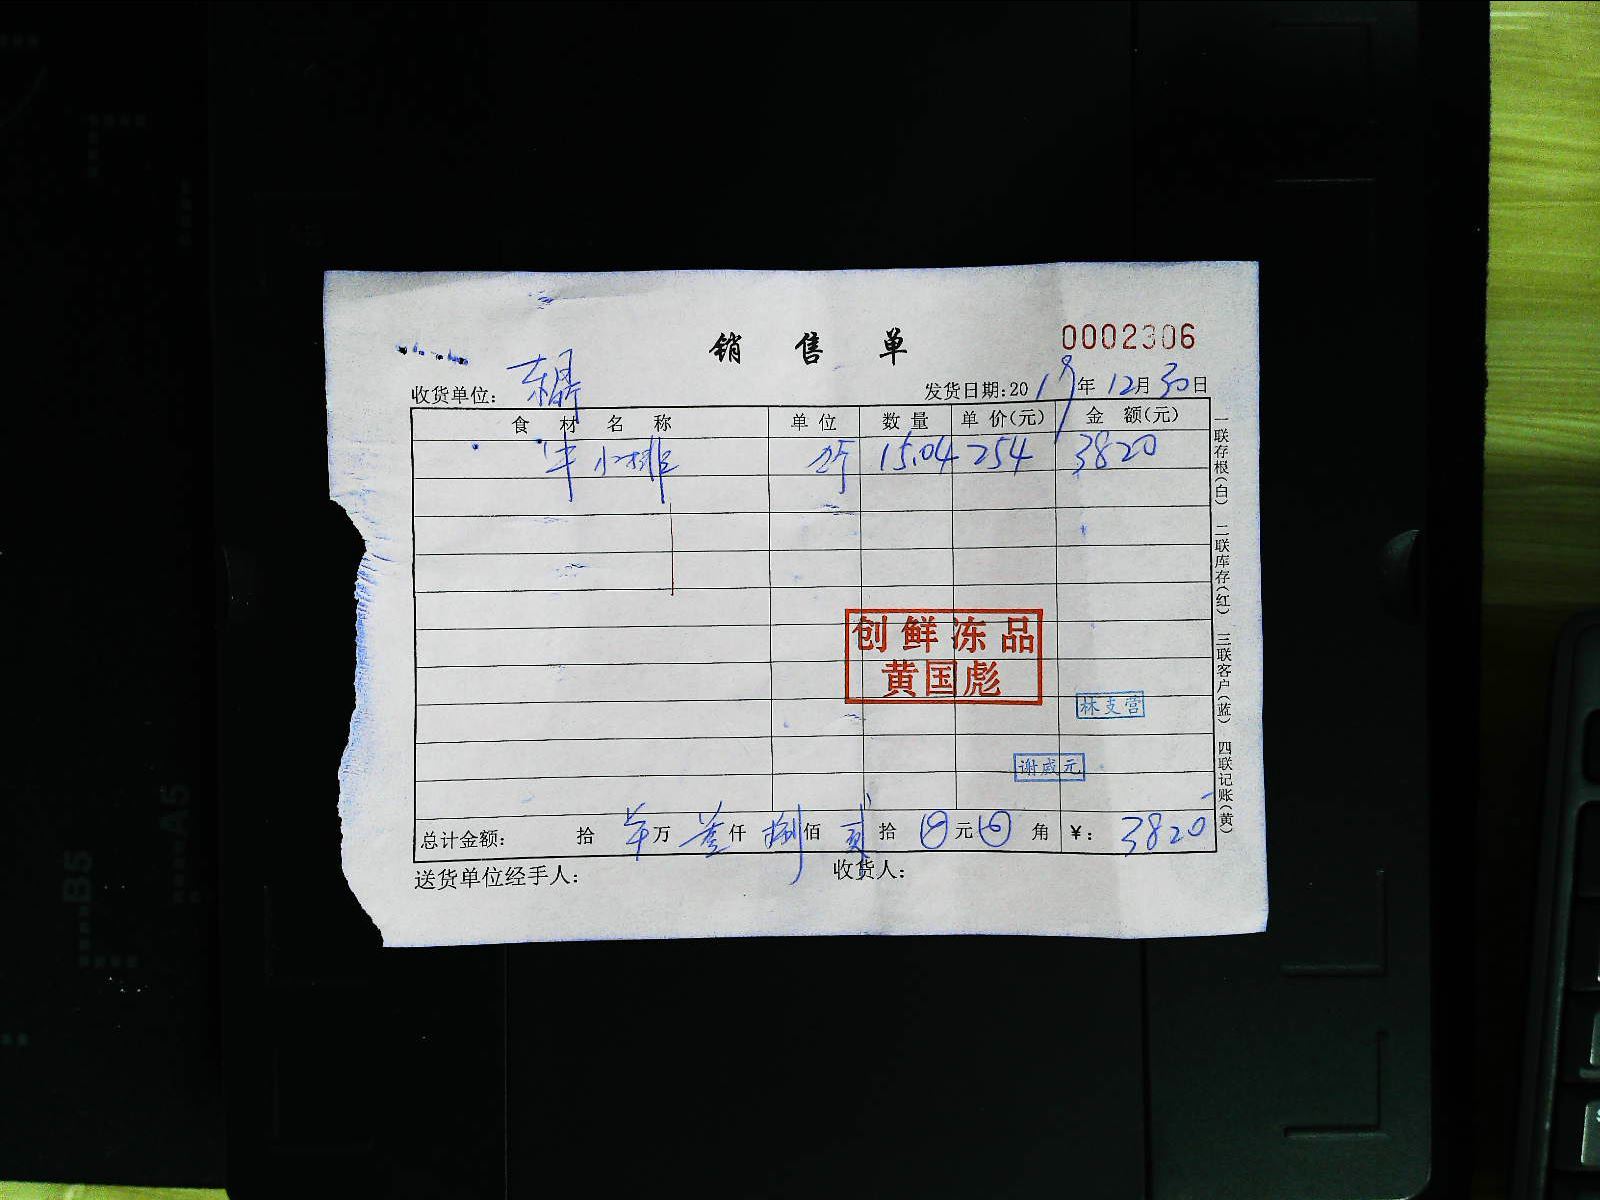 销售单
0002306
收货单位：东昇
发货日期:2019年12月30日
食材名称 单位 数量 单价(元) 金额(元)
牛小排 斤 15.04 254 3820
创鲜冻品
黄国彪
林支营
谢威元
总计金额： 拾 万 叁仟 捌佰 贰拾 元 角 ¥：3820
送货单位经手人： 收货人：
一联存根(白) 二联库存(红) 三联客户(蓝) 四联记账(黄)
B5
A5